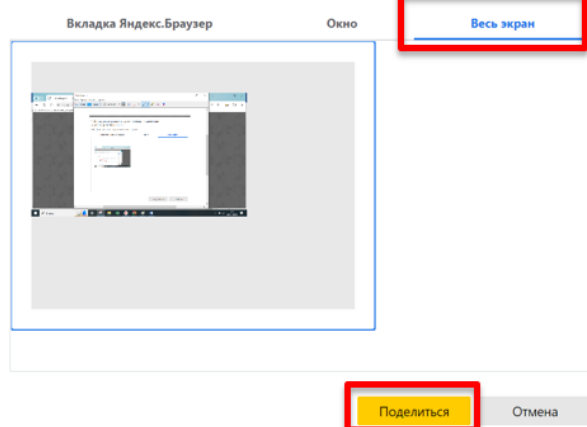 Вкладка Яндекс.Браузер Окно Весь экран
Поделиться Отмена